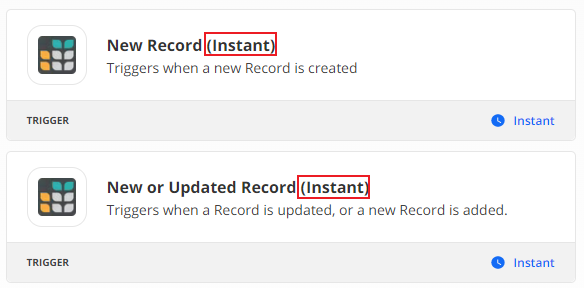 New Record (Instant)
Triggers when a new Record is created
TRIGGER
Instant
New or Updated Record (Instant)
Triggers when a Record is updated, or a new Record is added.
TRIGGER
Instant